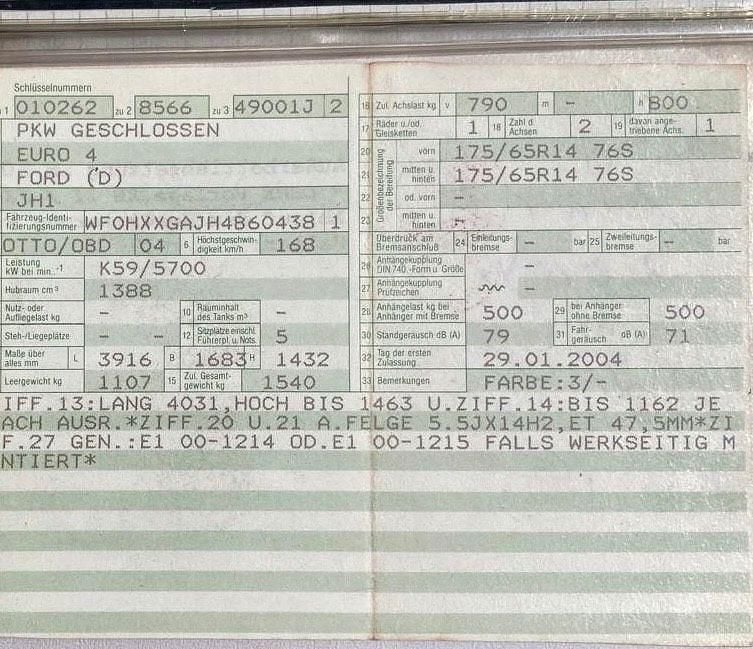 Schlüsselnummern
1 010262 zu 2 8566 zu 3 49001J 2
PKW GESCHLOSSEN
EURO 4
FORD (D)
JH1
Fahrzeug-Identi-
fizierungsnummer WF0HXXGAJH4B60438 1
OTTO/OBD 04 6 Höchstgeschwin-
digkeit km/h 168
Leistung
kW bei min.-1 K59/5700
Hubraum cm³ 1388
Nutz- oder
Aufliegelast kg - 10 Rauminhalt
des Tanks m³ -
Steh-/Liegeplätze - - 12 Sitzplätze einschl.
Führerpl. u. Nots. 5
Maße über
alles mm L 3916 B 1683 H 1432
Leergewicht kg 1107 15 Zul. Gesamt-
gewicht kg 1540
16 Zul. Achslast kg v 790 m - h 800
17 Räder u./od.
Gleisketten 1 18 Zahl d.
Achsen 2 19 davon ange-
triebene Achs. 1
Größenbezeichnung
der Bereifung
20 vorn 175/65R14 76S
21 mitten u.
hinten 175/65R14 76S
22 od. vorn -
23 mitten u.
hinten -
Überdruck am
Bremsanschluß 24 Einleitungs-
bremse - bar 25 Zweileitungs-
bremse - bar
26 Anhängekupplung
DIN 740.-Form u. Größe -
27 Anhängekupplung
Prüfzeichen -
28 Anhängelast kg bei
Anhänger mit Bremse 500 29 bei Anhänger
ohne Bremse 500
30 Standgeräusch dB (A) 79 31 Fahr-
geräusch dB (A) 71
32 Tag der ersten
Zulassung 29.01.2004
33 Bemerkungen FARBE:3/-
IFF.13:LANG 4031,HOCH BIS 1463 U.ZIFF.14:BIS 1162 JE
ACH AUSR.*ZIFF.20 U.21 A.FELGE 5.5JX14H2,ET 47,5MM*ZI
F.27 GEN.:E1 00-1214 OD.E1 00-1215 FALLS WERKSEITIG M
NTIERT*